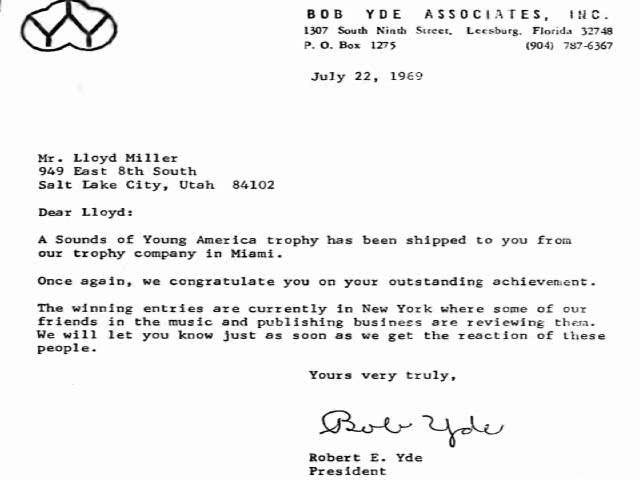 BOB YDE ASSOCIATES, INC.
1307 South Ninth Street, Leesburg, Florida 32748
P. O. Box 1275 (904) 787-6367
July 22, 1969
Mr. Lloyd Miller
949 East 8th South
Salt Lake City, Utah 84102
Dear Lloyd:
A Sounds of Young America trophy has been shipped to you from
our trophy company in Miami.
Once again, we congratulate you on your outstanding achievement.
The winning entries are currently in New York where some of our
friends in the music and publishing business are reviewing them.
We will let you know just as soon as we get the reaction of these
people.
Yours very truly,
Bob Yde
Robert E. Yde
President